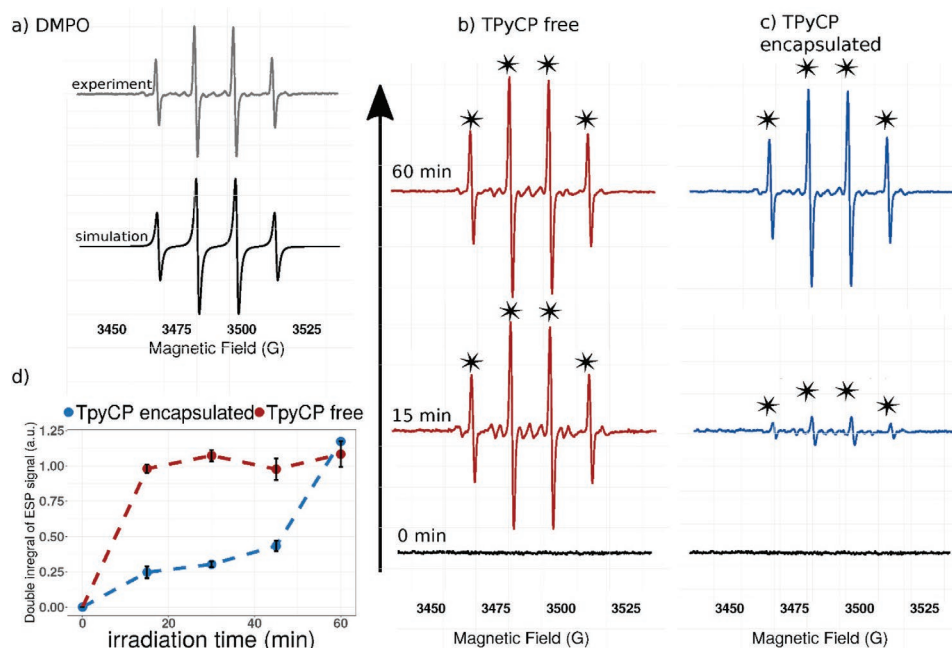 a) DMPO
experiment
simulation
3450 3475 3500 3525
Magnetic Field (G)
b) TPyCP free
60 min
15 min
0 min
3450 3475 3500 3525
Magnetic Field (G)
c) TPyCP
encapsulated
3450 3475 3500 3525
Magnetic Field (G)
d)
TpyCP encapsulated TpyCP free
Double inregral of ESP signal (a.u.)
1.25
1.00
0.75
0.50
0.25
0.00
0 20 40 60
irradiation time (min)